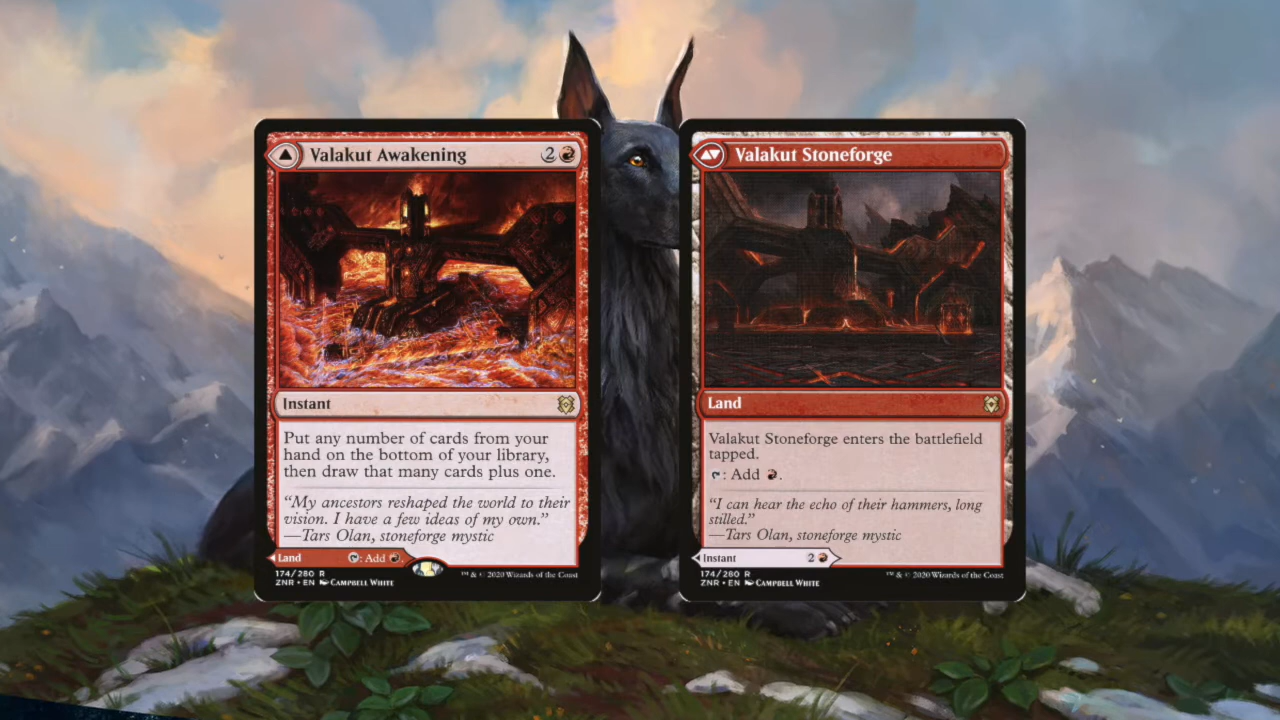 Valakut Awakening 2
Instant
Put any number of cards from your
hand on the bottom of your library,
then draw that many cards plus one.
“My ancestors reshaped the world to their
vision. I have a few ideas of my own.”
—Tars Olan, stoneforge mystic
Land : Add .
174/280 R
ZNR • EN CAMPBELL WHITE
™ & © 2020 Wizards of the Coast
Valakut Stoneforge
Land
Valakut Stoneforge enters the battlefield
tapped.
: Add .
“I can hear the echo of their hammers, long
stilled.”
—Tars Olan, stoneforge mystic
Instant 2
174/280 R
ZNR • EN CAMPBELL WHITE
™ & © 2020 Wizards of the Coast